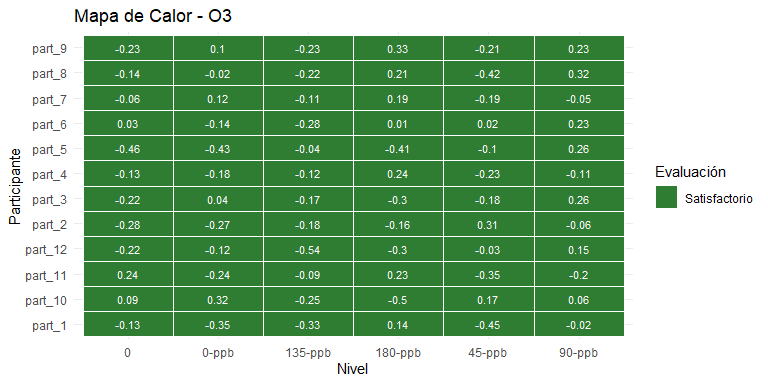 Mapa de Calor - O3
part_9 -0.23 0.1 -0.23 0.33 -0.21 0.23
part_8 -0.14 -0.02 -0.22 0.21 -0.42 0.32
part_7 -0.06 0.12 -0.11 0.19 -0.19 -0.05
part_6 0.03 -0.14 -0.28 0.01 0.02 0.23
part_5 -0.46 -0.43 -0.04 -0.41 -0.1 0.26
part_4 -0.13 -0.18 -0.12 0.24 -0.23 -0.11
part_3 -0.22 0.04 -0.17 -0.3 -0.18 0.26
part_2 -0.28 -0.27 -0.18 -0.16 0.31 -0.06
part_12 -0.22 -0.12 -0.54 -0.3 -0.03 0.15
part_11 0.24 -0.24 -0.09 0.23 -0.35 -0.2
part_10 0.09 0.32 -0.25 -0.5 0.17 0.06
part_1 -0.13 -0.35 -0.33 0.14 -0.45 -0.02
0 0-ppb 135-ppb 180-ppb 45-ppb 90-ppb
Nivel
Participante
Evaluación
Satisfactorio